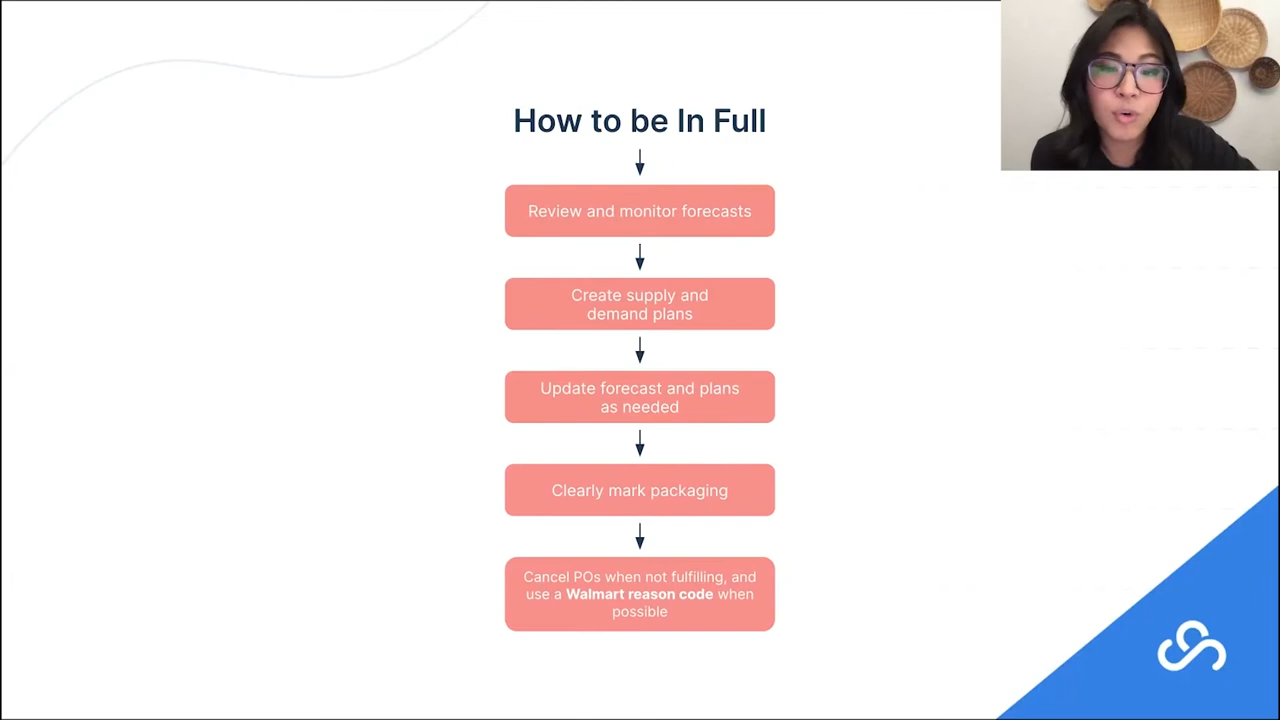 How to be In Full
Review and monitor forecasts
Create supply and
demand plans
Update forecast and plans
as needed
Clearly mark packaging
Cancel POs when not fulfilling, and
use a Walmart reason code when
possible